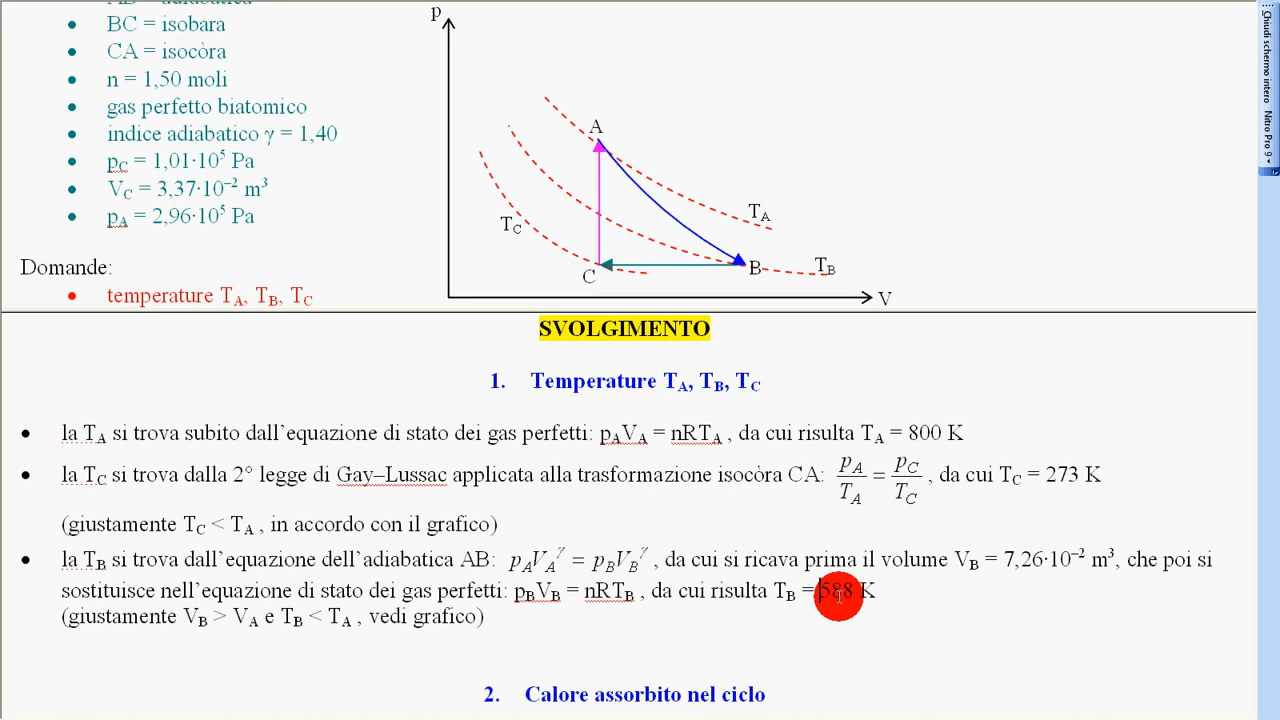 AB = adiabatica
BC = isobara
CA = isocòra
n = 1,50 moli
gas perfetto biatomico
indice adiabatico γ = 1,40
pC = 1,01·10⁵ Pa
VC = 3,37·10⁻² m³
pA = 2,96·10⁵ Pa
Domande:
temperature TA, TB, TC
p
A
TA
TC
C
B
TB
V
SVOLGIMENTO
1. Temperature TA, TB, TC
la TA si trova subito dall'equazione di stato dei gas perfetti: pAVA = nRTA , da cui risulta TA = 800 K
la TC si trova dalla 2° legge di Gay–Lussac applicata alla trasformazione isocòra CA: pA/TA = pC/TC , da cui TC = 273 K
(giustamente TC < TA , in accordo con il grafico)
la TB si trova dall'equazione dell'adiabatica AB: pAVA^γ = pBVB^γ , da cui si ricava prima il volume VB = 7,26·10⁻² m³, che poi si
sostituisce nell'equazione di stato dei gas perfetti: pBVB = nRTB , da cui risulta TB = 588 K
(giustamente VB > VA e TB < TA , vedi grafico)
2. Calore assorbito nel ciclo
Chiudi schermo intero Nitro Pro 9